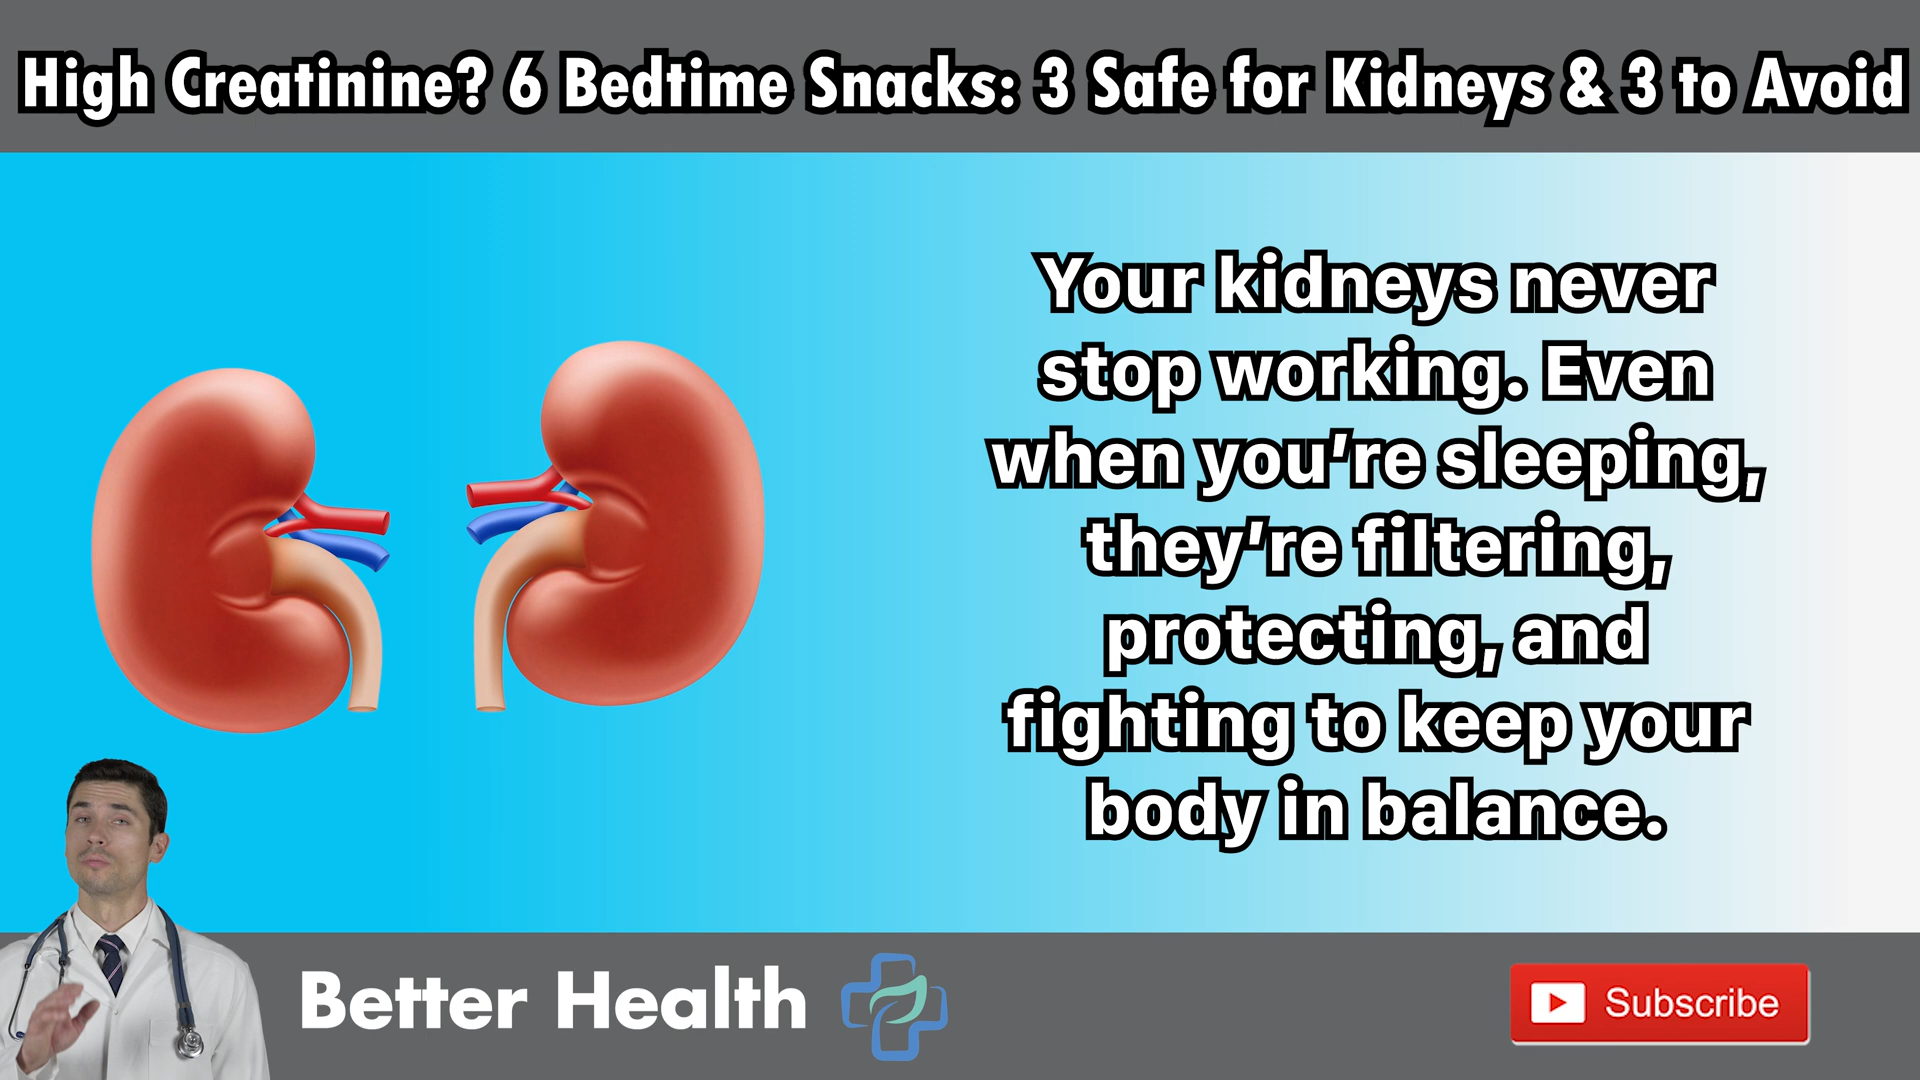 High Creatinine? 6 Bedtime Snacks: 3 Safe for Kidneys & 3 to Avoid
Your kidneys never
stop working. Even
when you’re sleeping,
they’re filtering,
protecting, and
fighting to keep your
body in balance.
Better Health
Subscribe